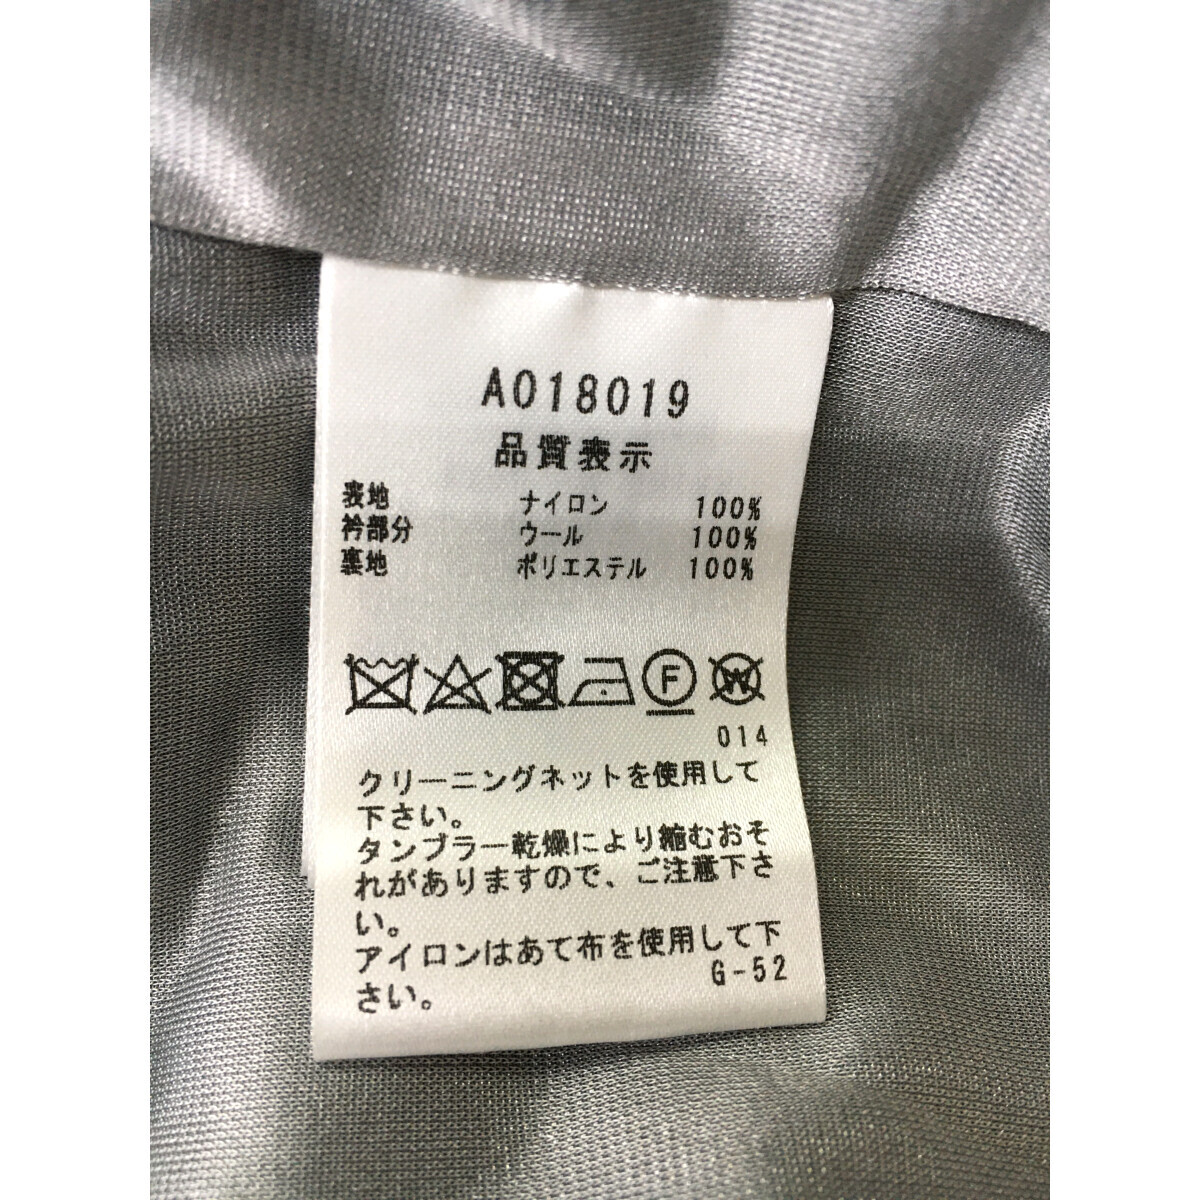 A018019
品質表示
表地 ナイロン 100%
衿部分 ウール 100%
裏地 ポリエステル 100%
F W
014
クリーニングネットを使用して
下さい。
タンブラー乾燥により縮むおそ
れがありますので、ご注意下さ
い。
アイロンはあて布を使用して下
さい。
G-52